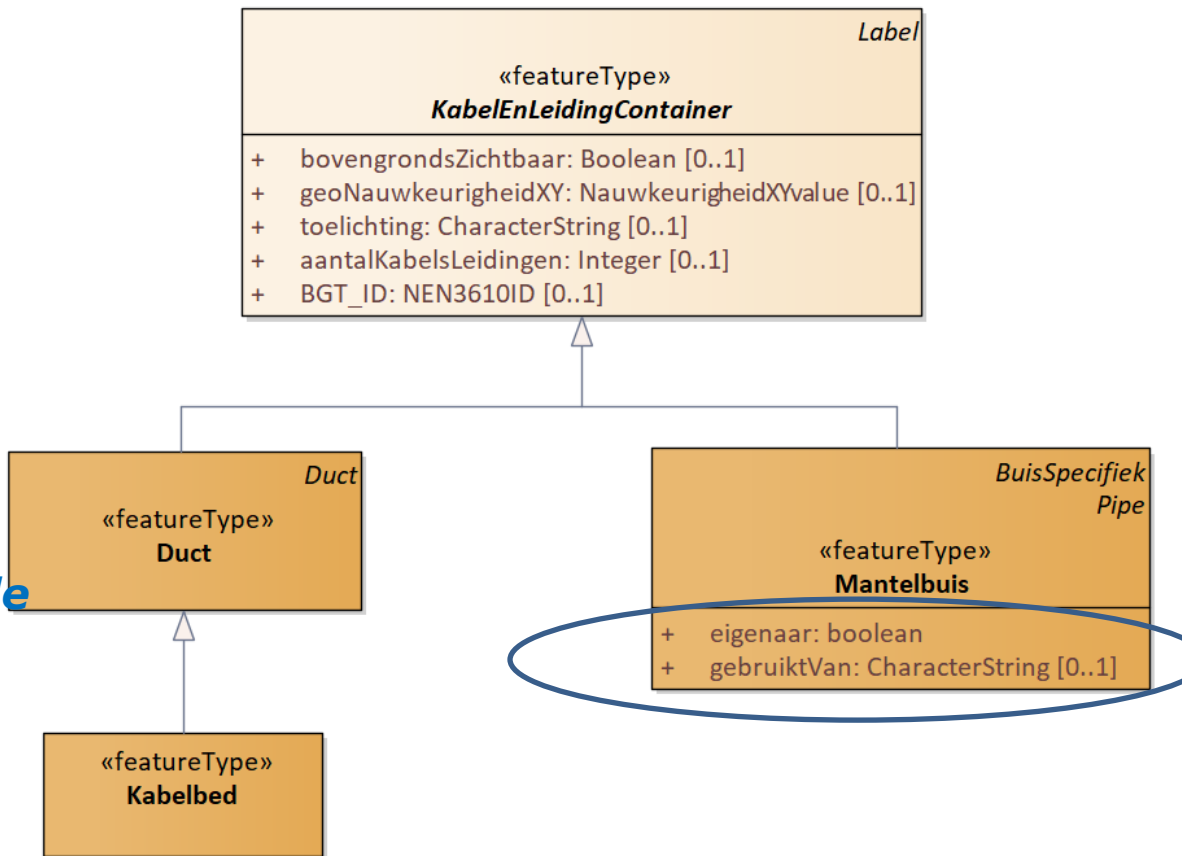 Label
«featureType»
KabelEnLeidingContainer
+ bovengrondsZichtbaar: Boolean [0..1]
+ geoNauwkeurigheidXY: NauwkeurigheidXYvalue [0..1]
+ toelichting: CharacterString [0..1]
+ aantalKabelsLeidingen: Integer [0..1]
+ BGT_ID: NEN3610ID [0..1]
Duct
«featureType»
Duct
BuisSpecifiek
Pipe
«featureType»
Mantelbuis
+ eigenaar: boolean
+ gebruiktVan: CharacterString [0..1]
«featureType»
Kabelbed